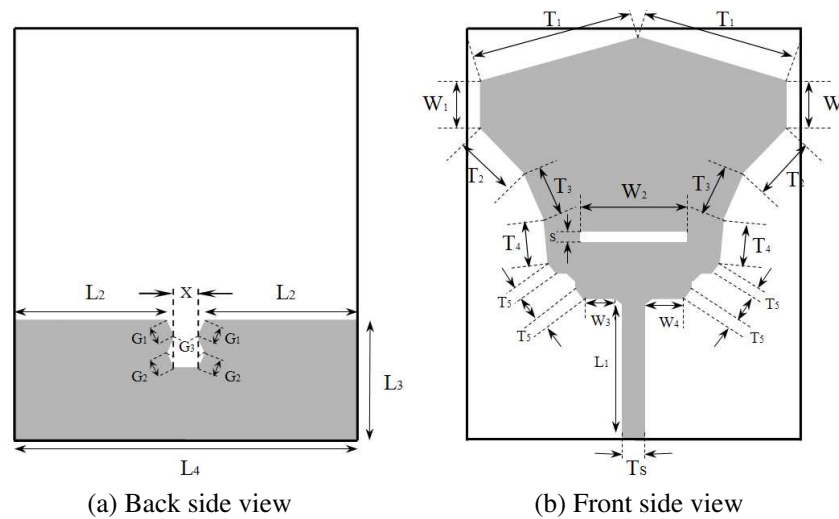 T1 T1
W1 W
T2 T3 W2 T3 T2
S
T4 T4
X
L2 L2
T5 T5
G1 G3 G1
W3 W4
T5 T5
G2 G2
L1
L3
L4
Ts
(a) Back side view
(b) Front side view